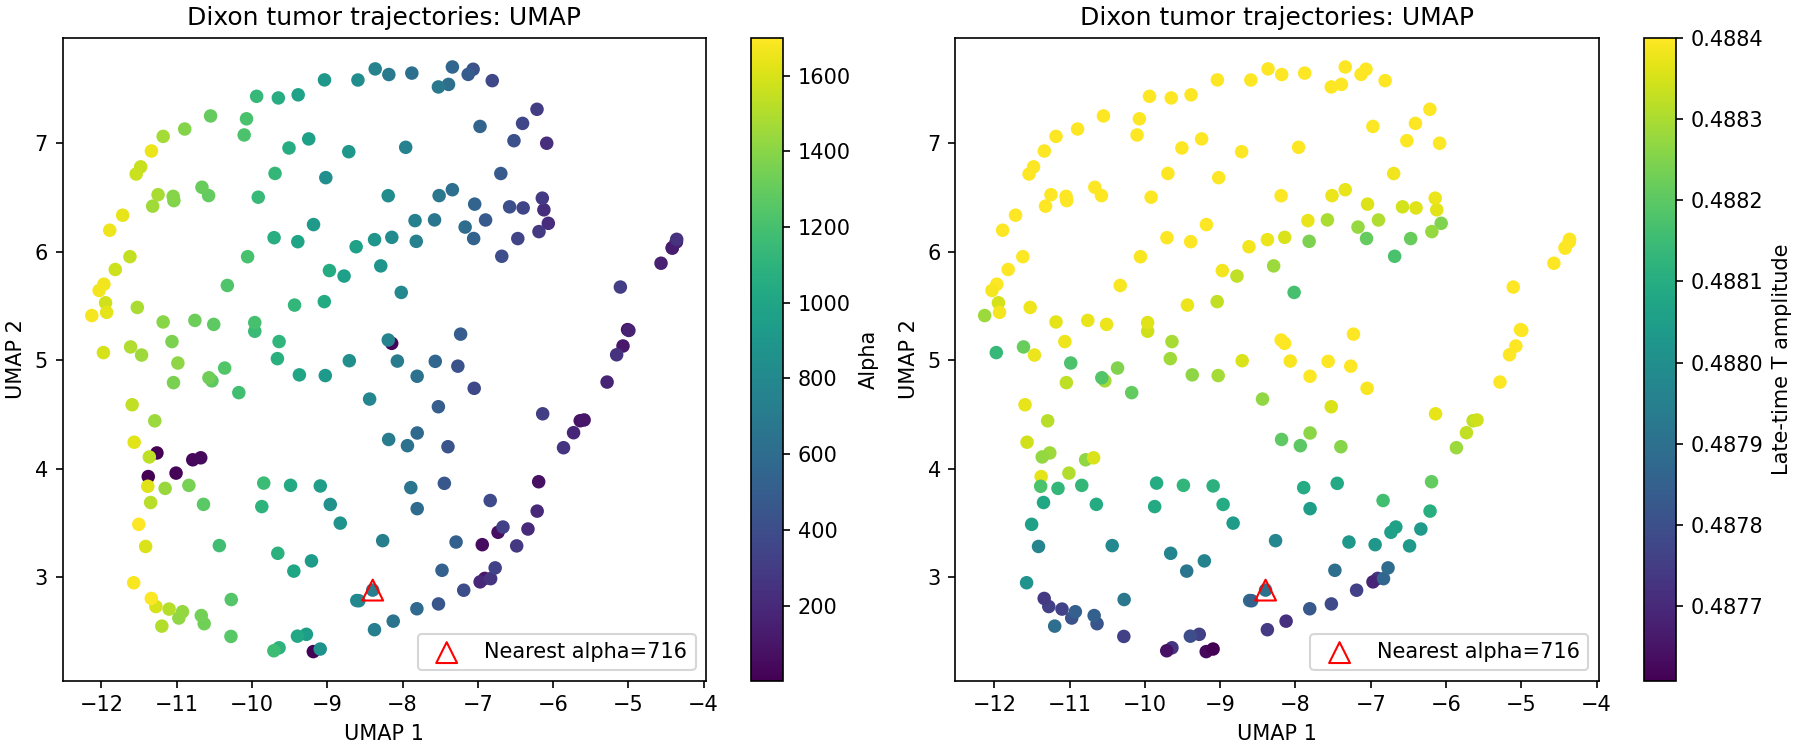 Dixon tumor trajectories: UMAP
7
6
5
4
3
UMAP 2
−12 −11 −10 −9 −8 −7 −6 −5 −4
UMAP 1
Nearest alpha=716
1600
1400
1200
1000
800
600
400
200
Alpha
Dixon tumor trajectories: UMAP
7
6
5
4
3
UMAP 2
−12 −11 −10 −9 −8 −7 −6 −5 −4
UMAP 1
Nearest alpha=716
0.4884
0.4883
0.4882
0.4881
0.4880
0.4879
0.4878
0.4877
Late-time T amplitude